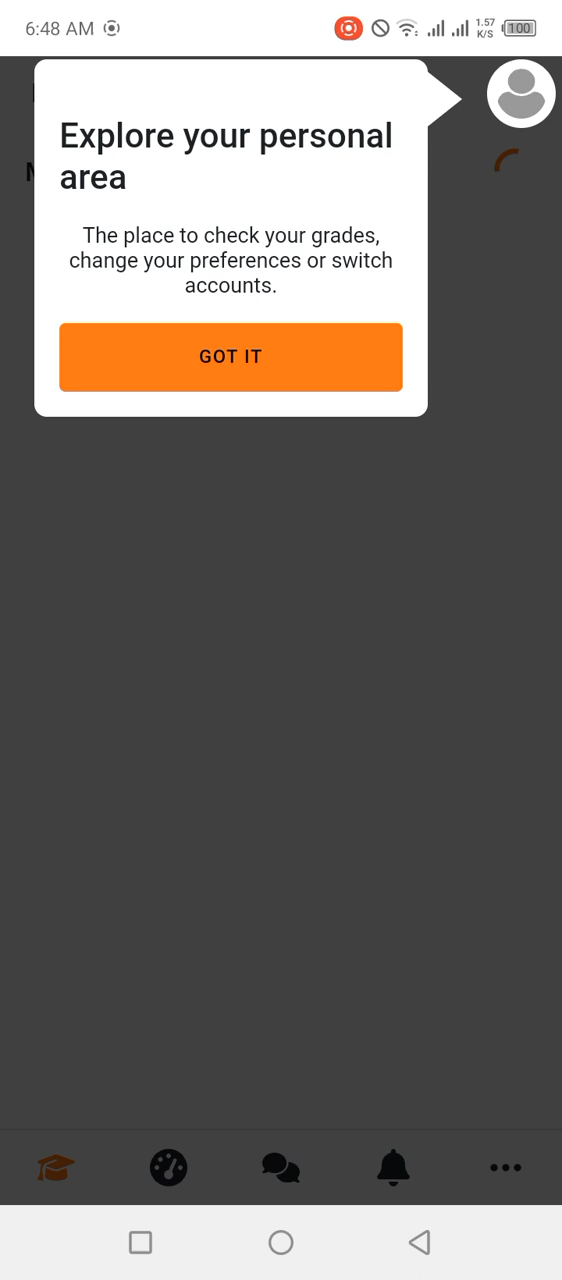 6:48 AM
1.57
K/S
100
Explore your personal
area
The place to check your grades,
change your preferences or switch
accounts.
GOT IT